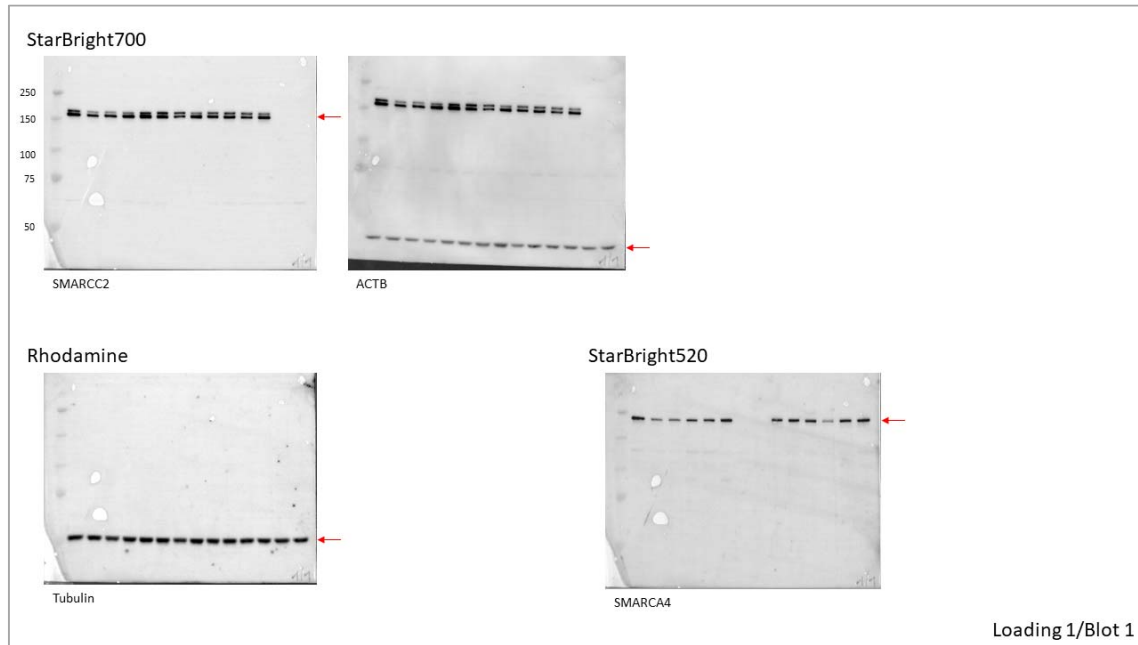 StarBright700
250
150
100
75
50
SMARCC2
ACTB
Rhodamine
StarBright520
Tubulin
SMARCA4
Loading 1/Blot 1